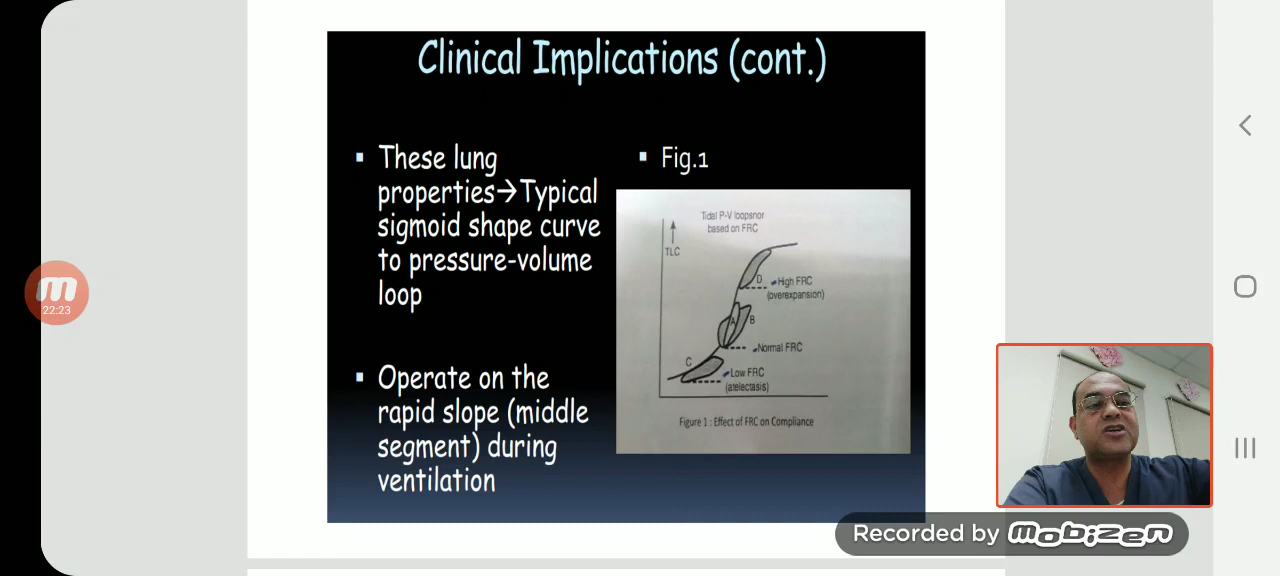 Clinical Implications (cont.)
▪ These lung
properties→Typical
sigmoid shape curve
to pressure-volume
loop
▪ Operate on the
rapid slope (middle
segment) during
ventilation
▪ Fig.1
Tidal P-V loopsnor
based on FRC
TLC
D
High FRC
(overexpansion)
A
B
Normal FRC
C
Low FRC
(atelectasis)
Figure 1 : Effect of FRC on Compliance
m
22:23
Recorded by mobizen